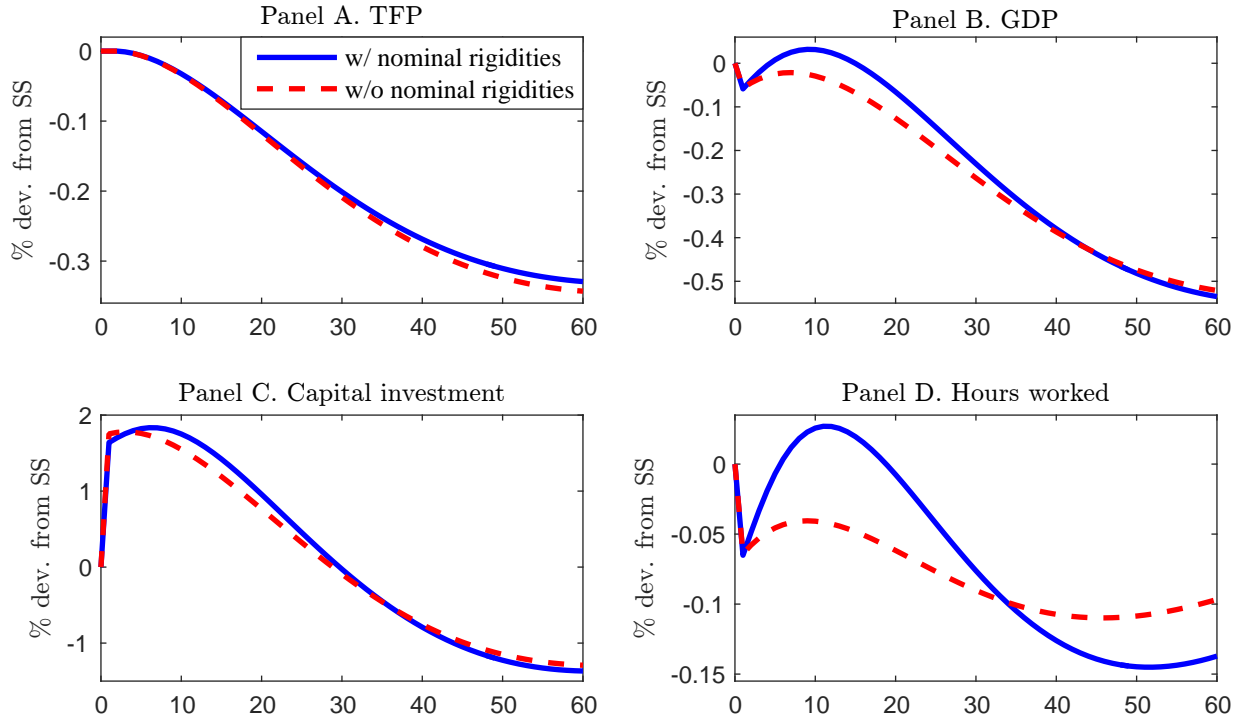 Panel A. TFP
% dev. from SS
0
-0.1
-0.2
-0.3
w/ nominal rigidities
w/o nominal rigidities
0 10 20 30 40 50 60
Panel B. GDP
% dev. from SS
0
-0.1
-0.2
-0.3
-0.4
-0.5
0 10 20 30 40 50 60
Panel C. Capital investment
% dev. from SS
2
1
0
-1
0 10 20 30 40 50 60
Panel D. Hours worked
% dev. from SS
0
-0.05
-0.1
-0.15
0 10 20 30 40 50 60